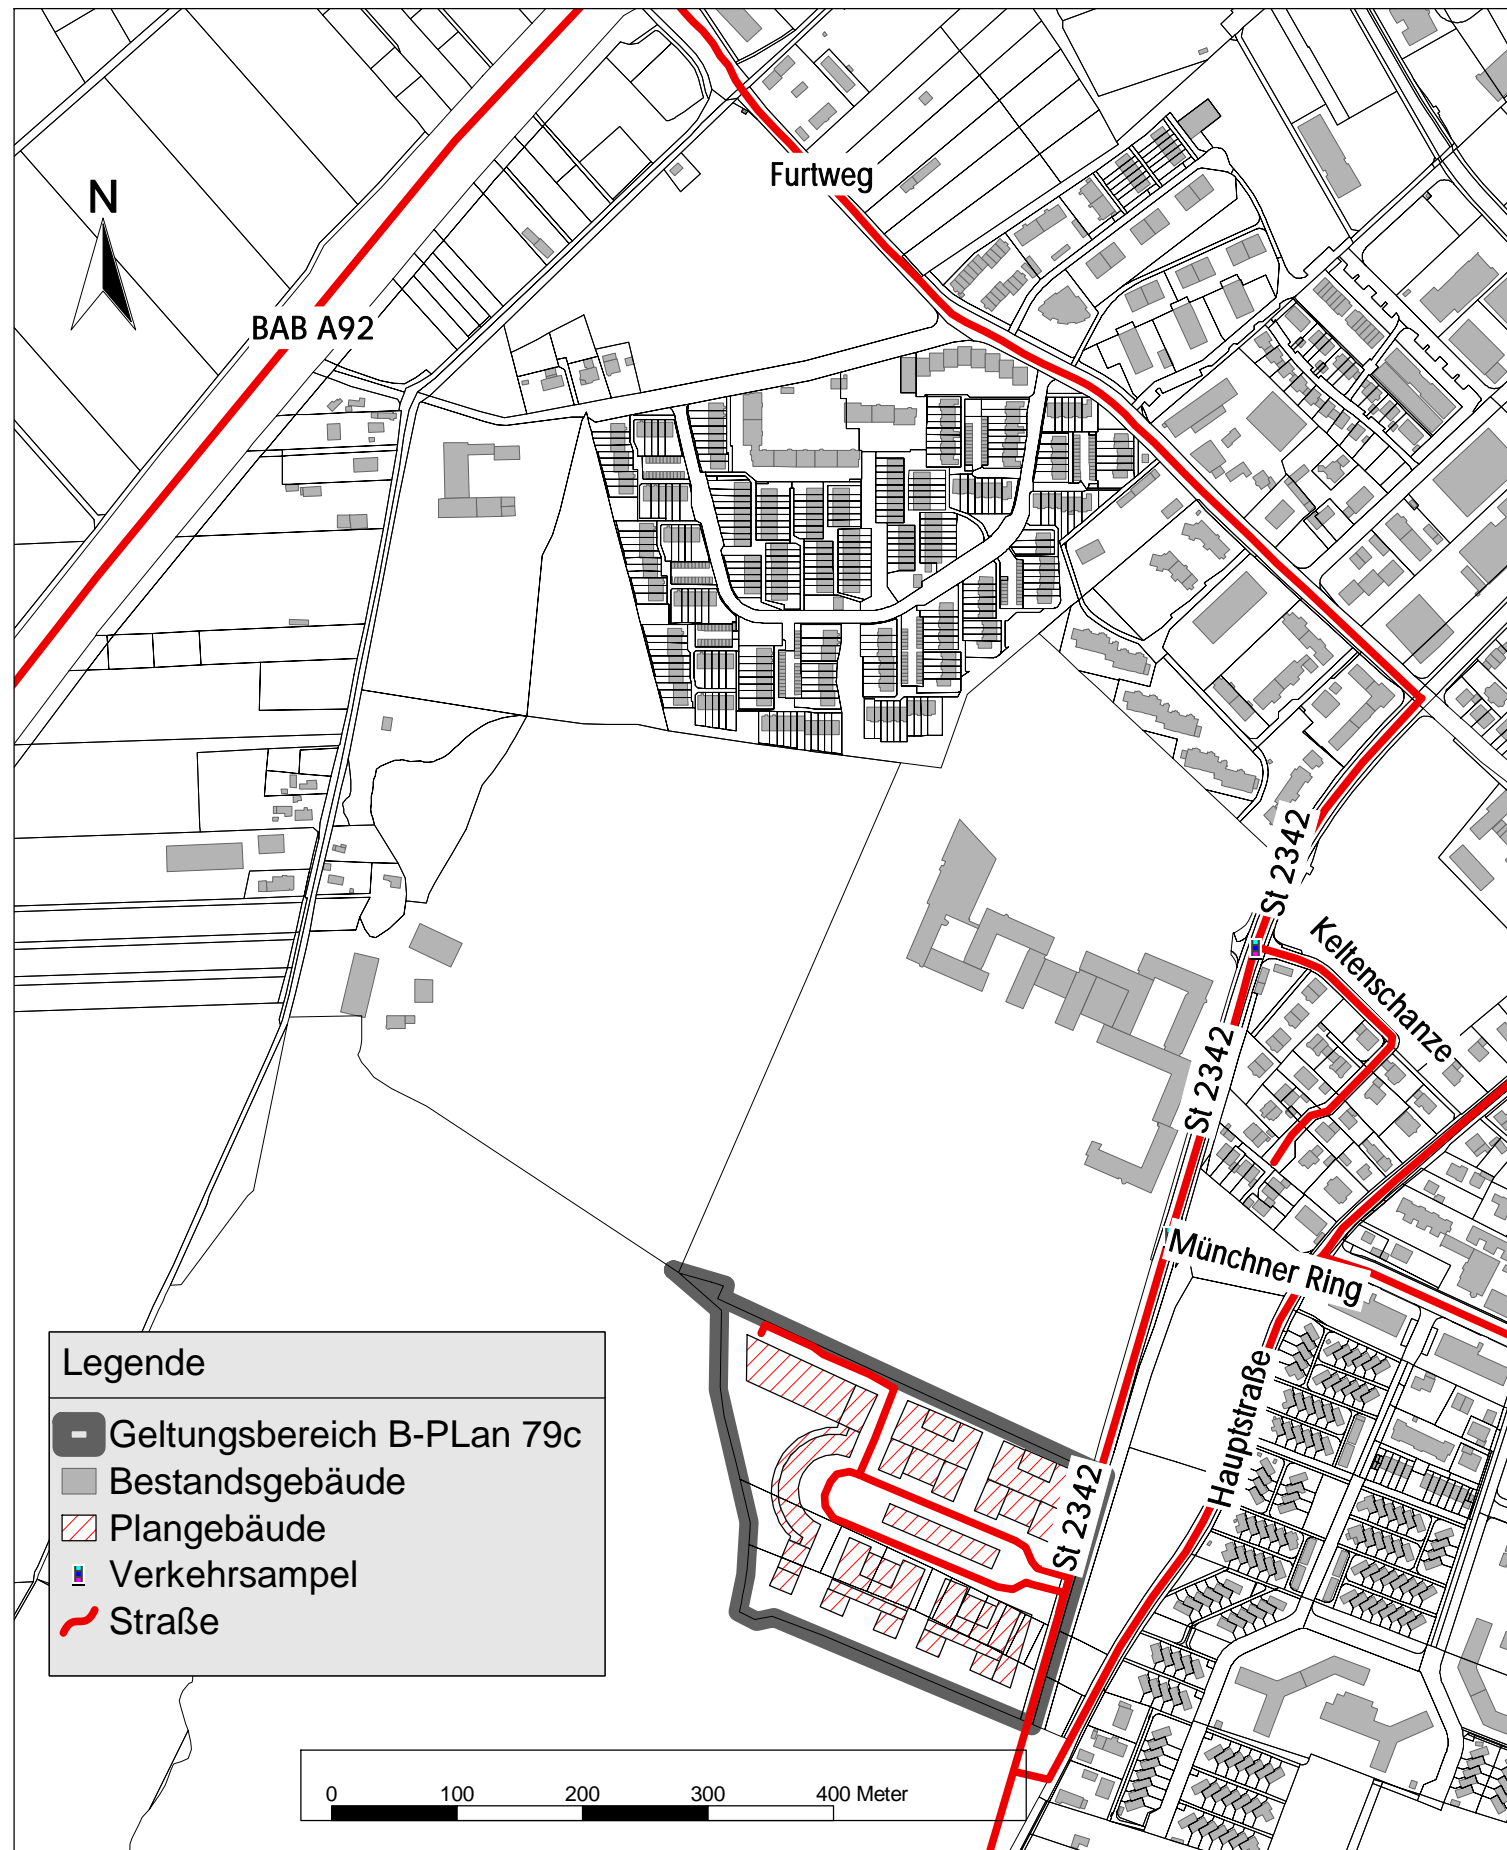 Furtweg
N
BAB A92
St 2342
Keltenschanze
St 2342
Münchner Ring
Legende
Geltungsbereich B-PLan 79c
Bestandsgebäude
Plangebäude
Verkehrsampel
Straße
Hauptstraße
St 2342
0 100 200 300 400 Meter